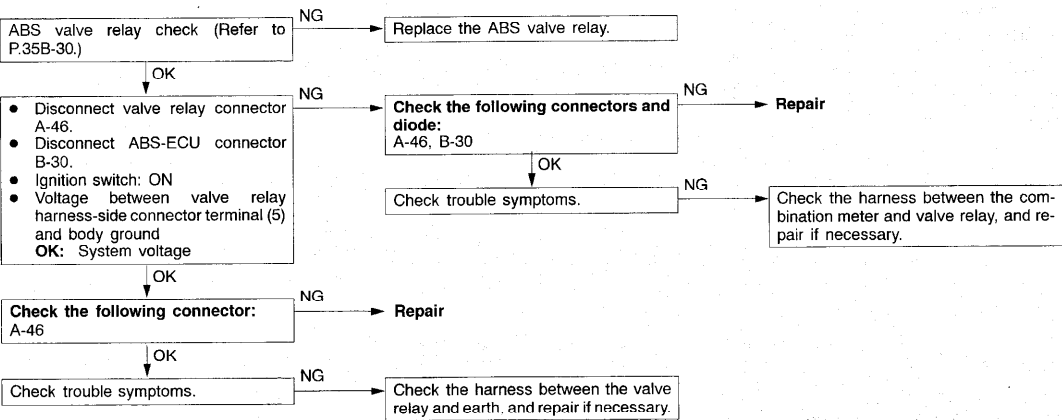 ABS valve relay check (Refer to
P.35B-30.)
NG
Replace the ABS valve relay.
OK
● Disconnect valve relay connector
A-46.
● Disconnect ABS-ECU connector
B-30.
● Ignition switch: ON
● Voltage between valve relay
harness-side connector terminal (5)
and body ground
OK: System voltage
NG
Check the following connectors and
diode:
A-46, B-30
NG
Repair
OK
Check trouble symptoms.
NG
Check the harness between the com-
bination meter and valve relay, and re-
pair if necessary.
OK
Check the following connector:
A-46
NG
Repair
OK
Check trouble symptoms.
NG
Check the harness between the valve
relay and earth, and repair if necessary.